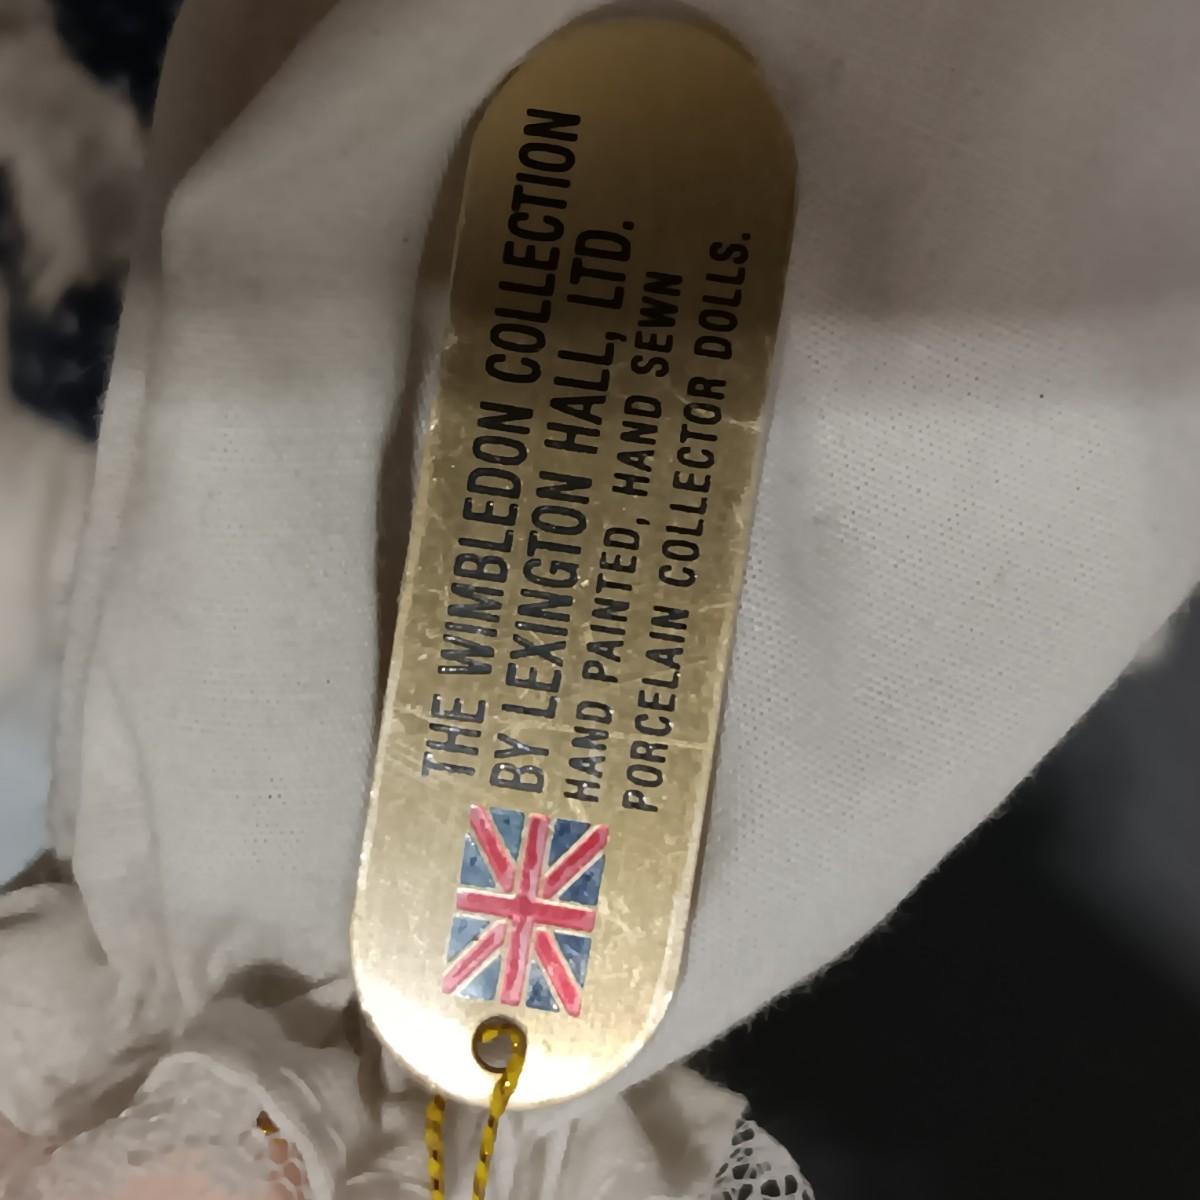 THE WIMBLEDON COLLECTION
BY LEXINGTON HALL, LTD.
HAND PAINTED, HAND SEWN
PORCELAIN COLLECTOR DOLLS.